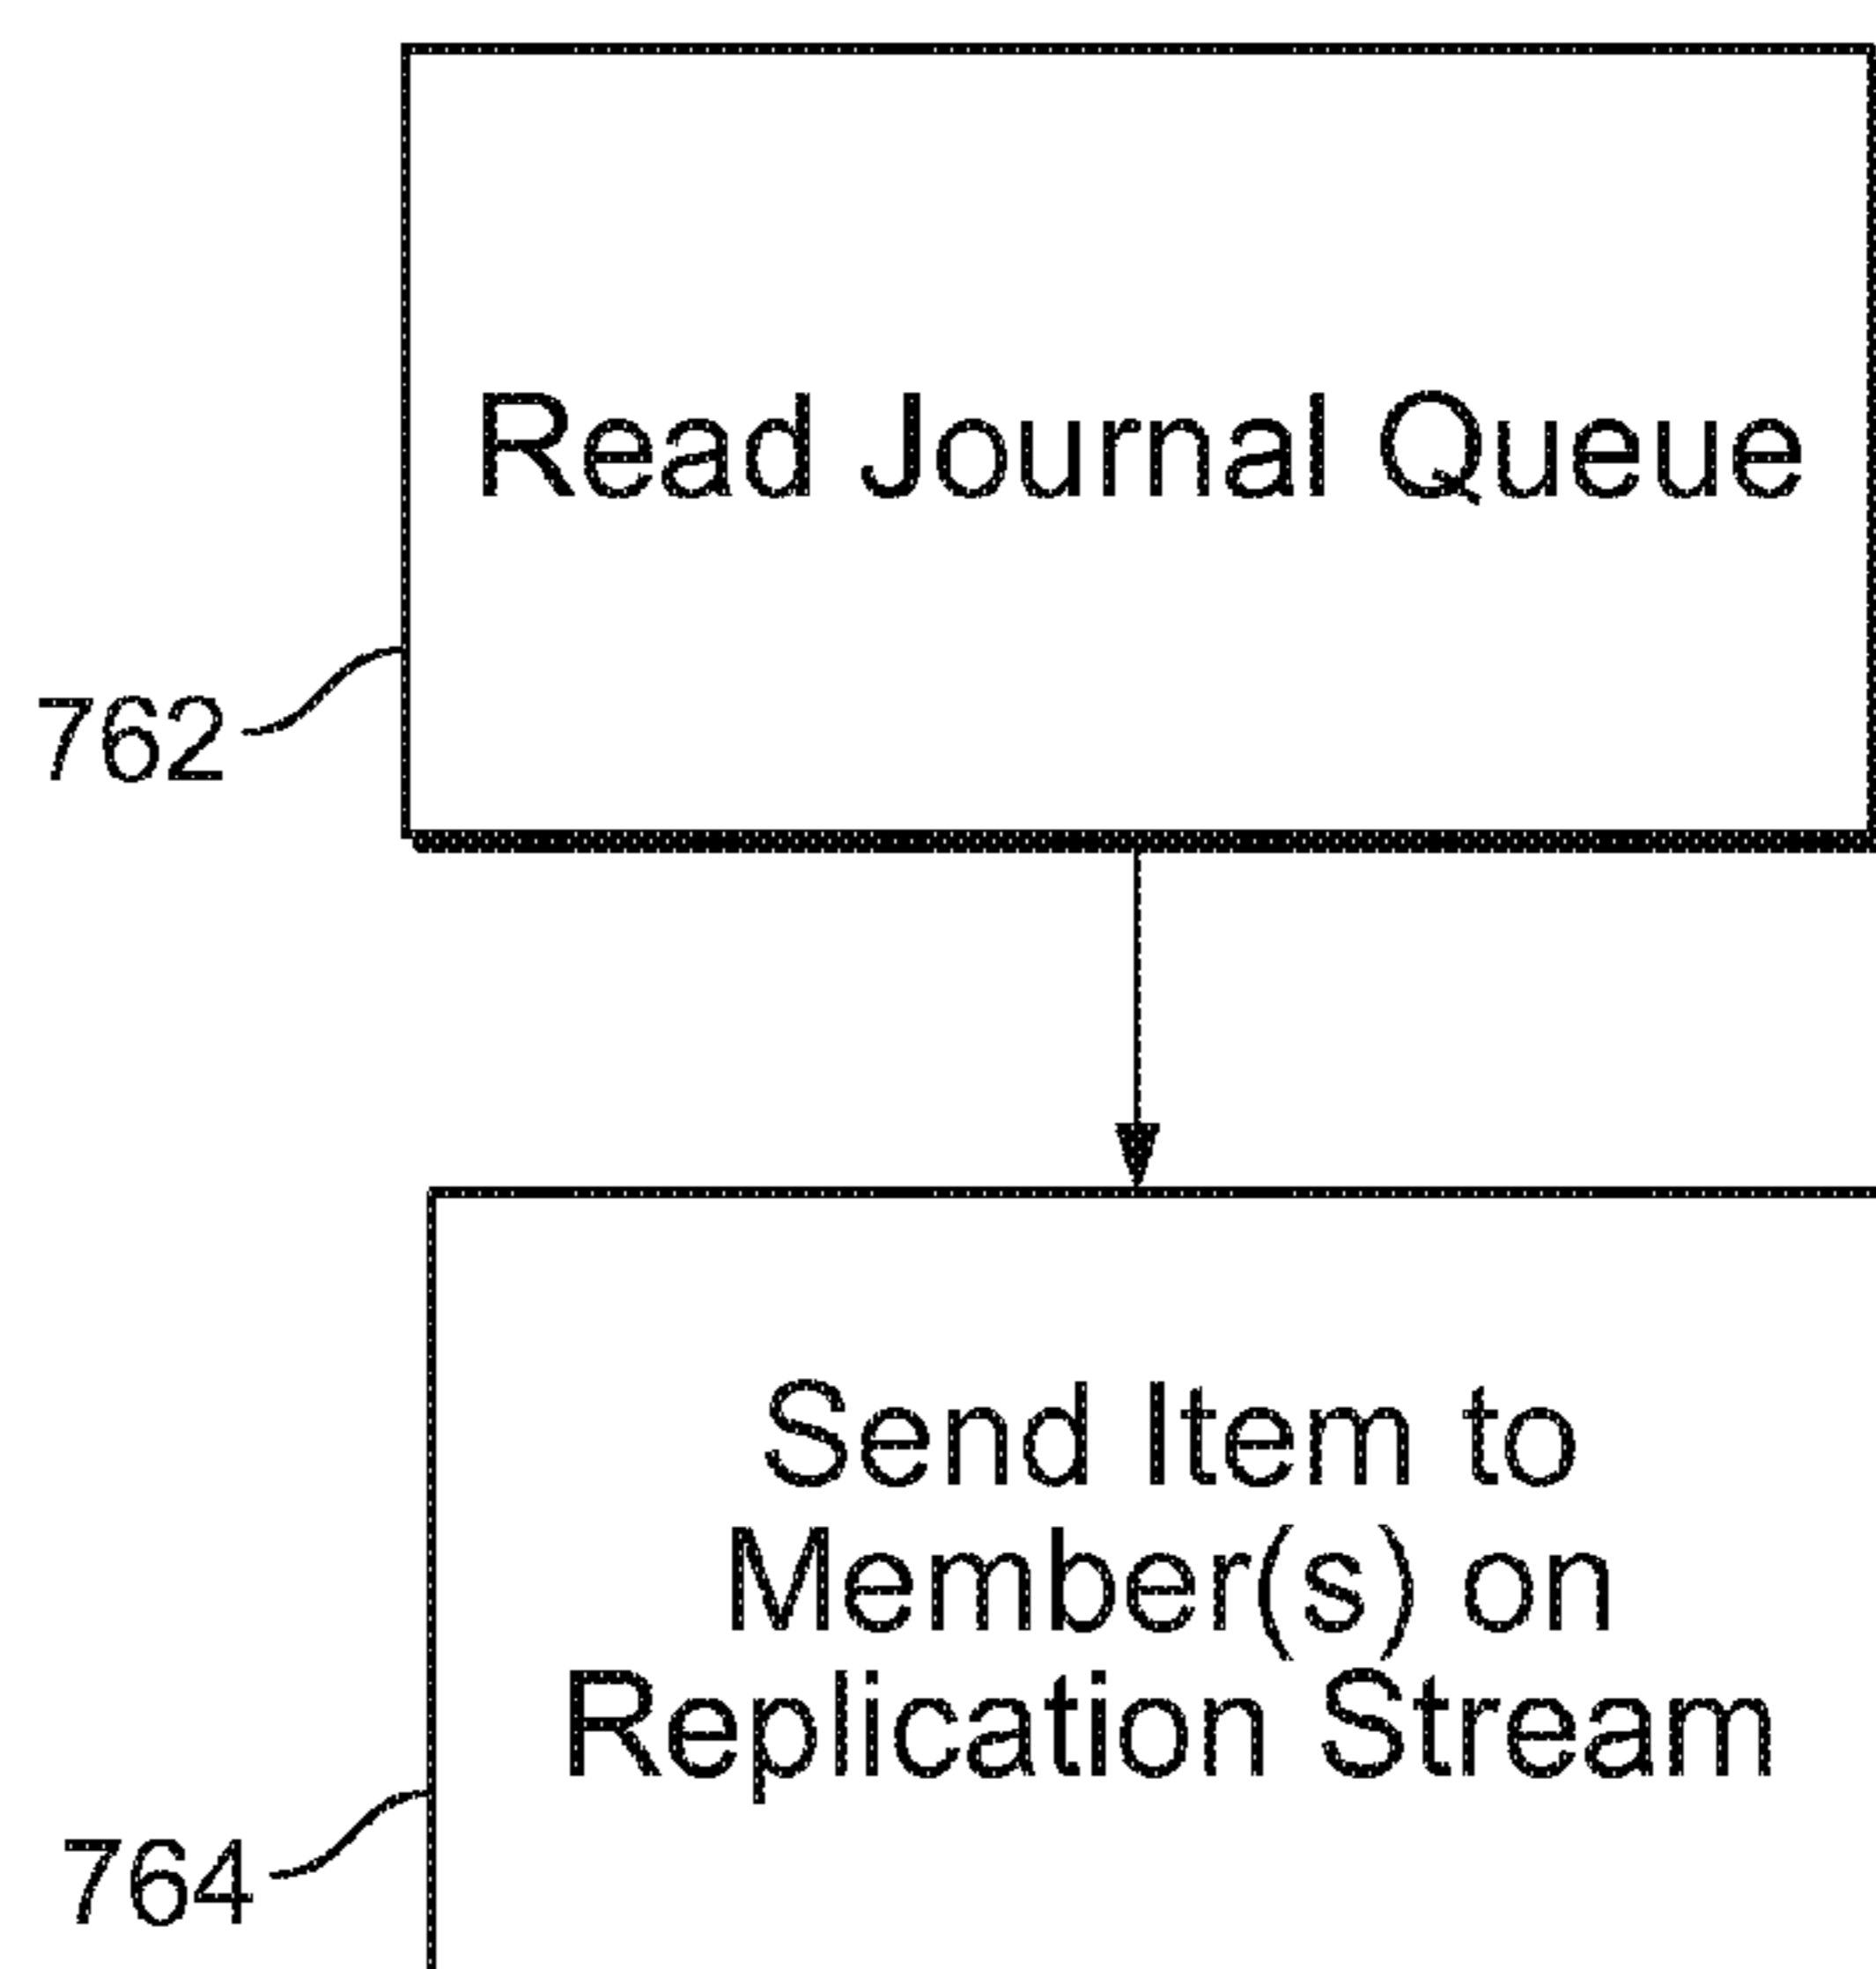 Read Journal Queue
762
Send Item to
Member(s) on
Replication Stream
764